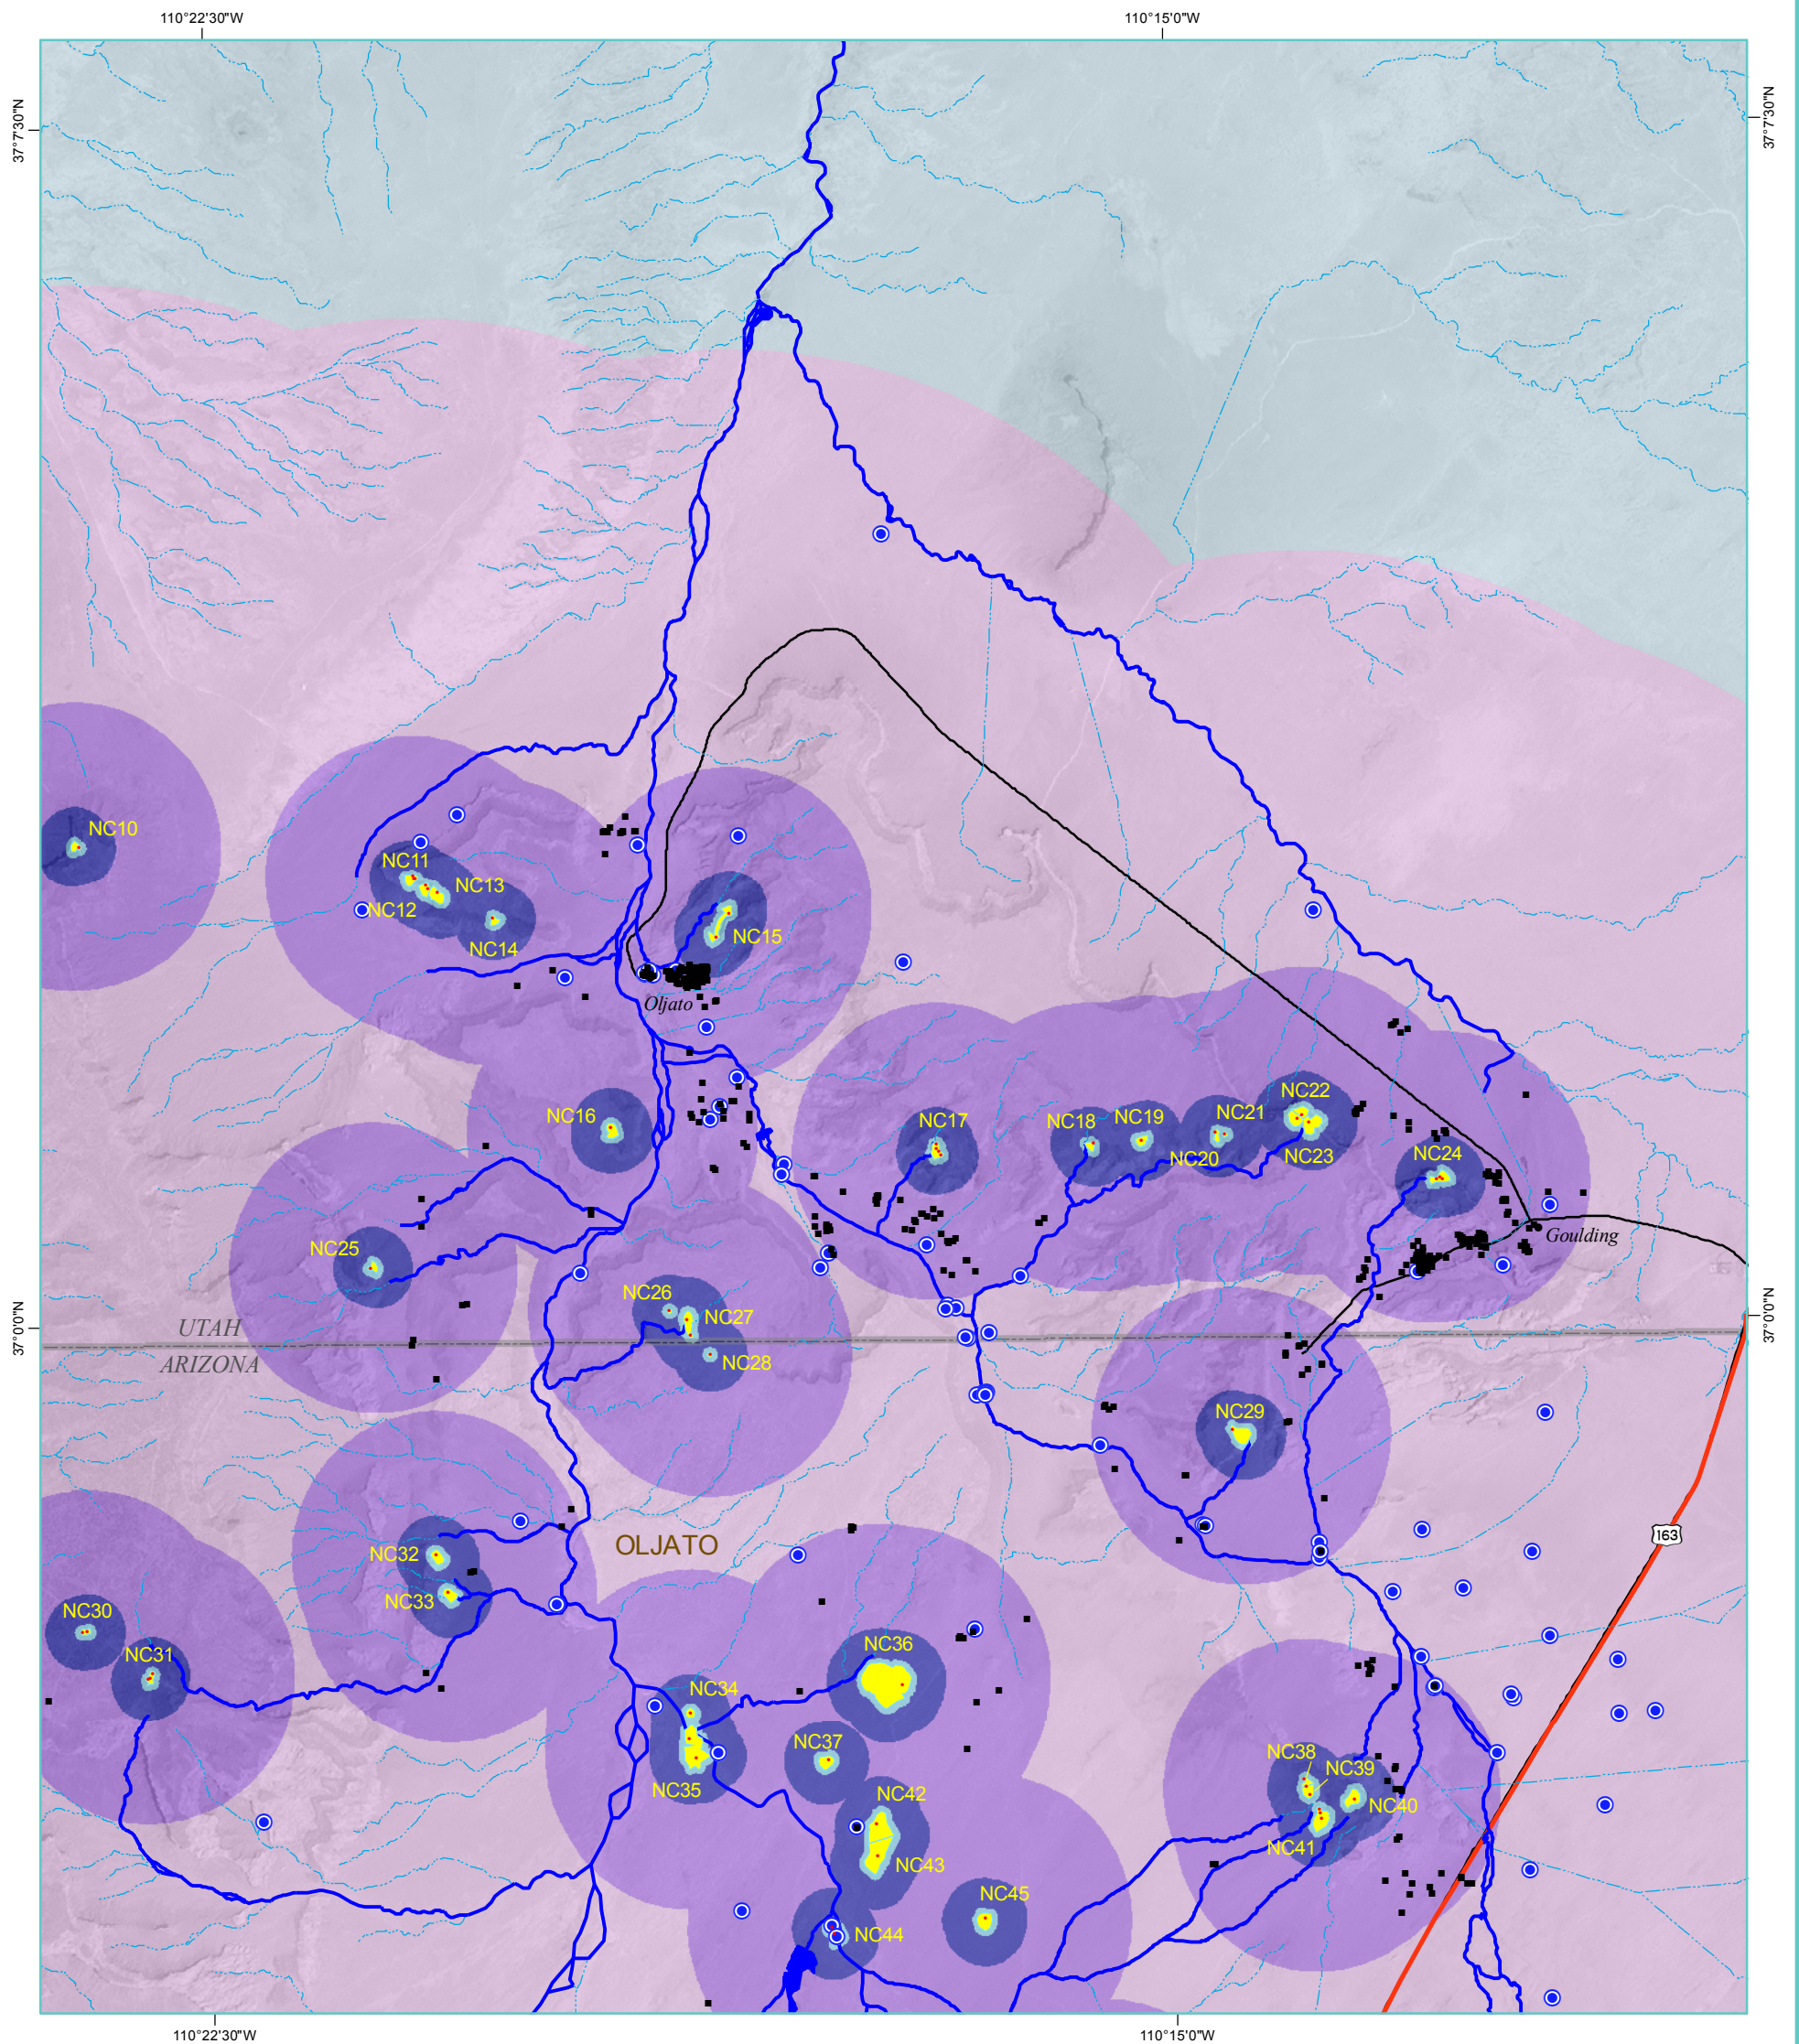 110°22'30"W
110°15'0"W
37°7'30"N
37°7'30"N
NC10
NC11
NC13
NC12
NC14
NC15
Oljato
NC16
NC17
NC18
NC19
NC21
NC22
NC20
NC23
NC24
Goulding
NC25
NC26
NC27
NC28
UTAH
ARIZONA
37°0'0"N
37°0'0"N
NC29
OLJATO
163
NC32
NC33
NC30
NC31
NC36
NC34
NC37
NC35
NC38
NC39
NC40
NC41
NC42
NC43
NC45
NC44
110°22'30"W
110°15'0"W